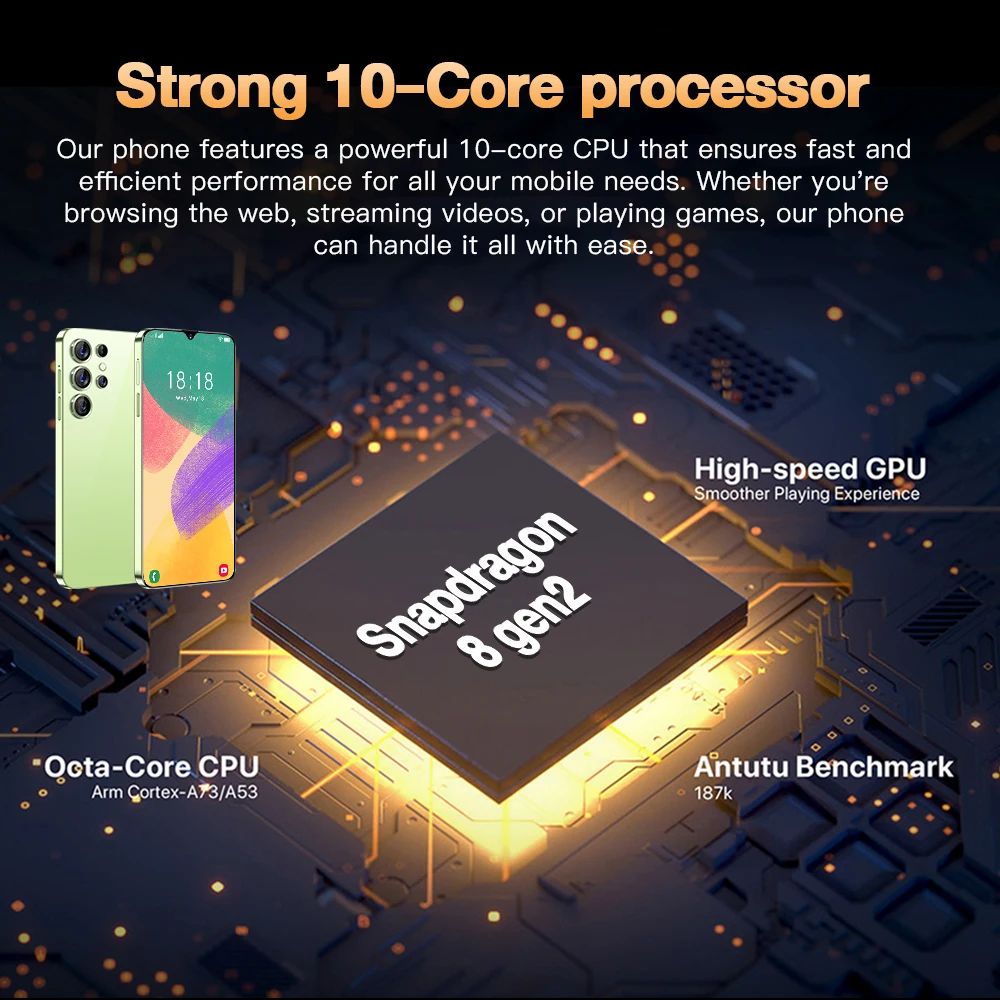 Strong 10-Core processor
Our phone features a powerful 10-core CPU that ensures fast and
efficient performance for all your mobile needs. Whether you're
browsing the web, streaming videos, or playing games, our phone
can handle it all with ease.
18:18
Wed,May 18
High-speed GPU
Smoother Playing Experience
Snapdragon
8 gen2
Octa-Core CPU
Arm Cortex-A73/A53
Antutu Benchmark
187k